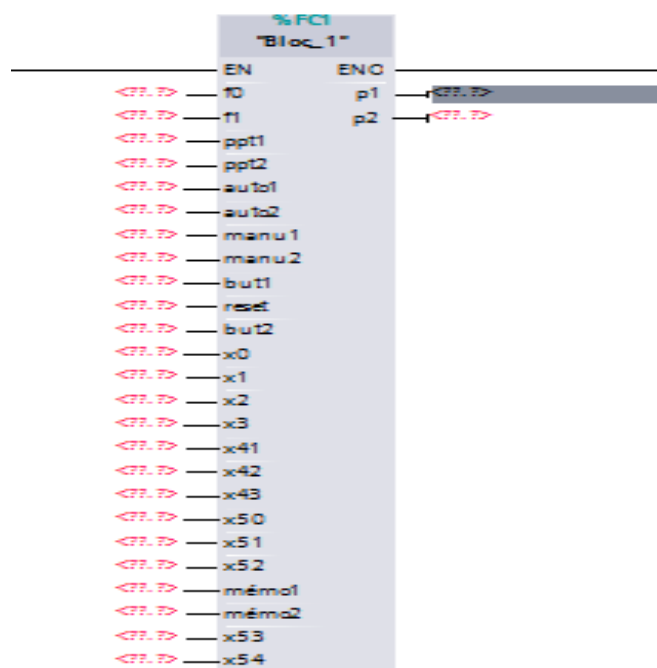 %FC1
"Bloc_1"
EN ENO
<??.?> f0 p1 <??.?>
<??.?> f1 p2 <??.?>
<??.?> ppt1
<??.?> ppt2
<??.?> auto1
<??.?> auto2
<??.?> manu1
<??.?> manu2
<??.?> but1
<??.?> reset
<??.?> but2
<??.?> x0
<??.?> x1
<??.?> x2
<??.?> x3
<??.?> x41
<??.?> x42
<??.?> x43
<??.?> x50
<??.?> x51
<??.?> x52
<??.?> mémo1
<??.?> mémo2
<??.?> x53
<??.?> x54